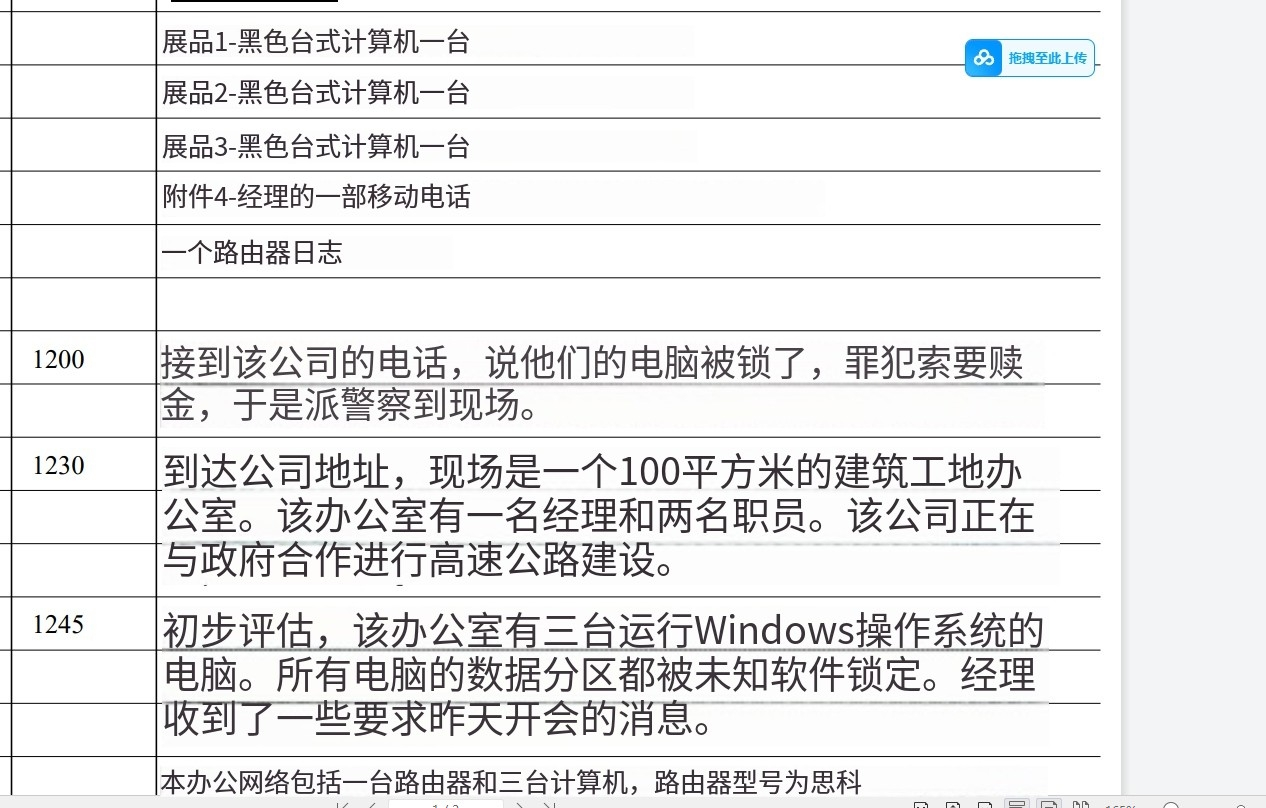 展品1-黑色台式计算机一台
拖拽至此上传
展品2-黑色台式计算机一台
展品3-黑色台式计算机一台
附件4-经理的一部移动电话
一个路由器日志
1200
接到该公司的电话，说他们的电脑被锁了，罪犯索要赎
金，于是派警察到现场。
1230
到达公司地址，现场是一个100平方米的建筑工地办
公室。该办公室有一名经理和两名职员。该公司正在
与政府合作进行高速公路建设。
1245
初步评估，该办公室有三台运行Windows操作系统的
电脑。所有电脑的数据分区都被未知软件锁定。经理
收到了一些要求昨天开会的消息。
本办公网络包括一台路由器和三台计算机，路由器型号为思科